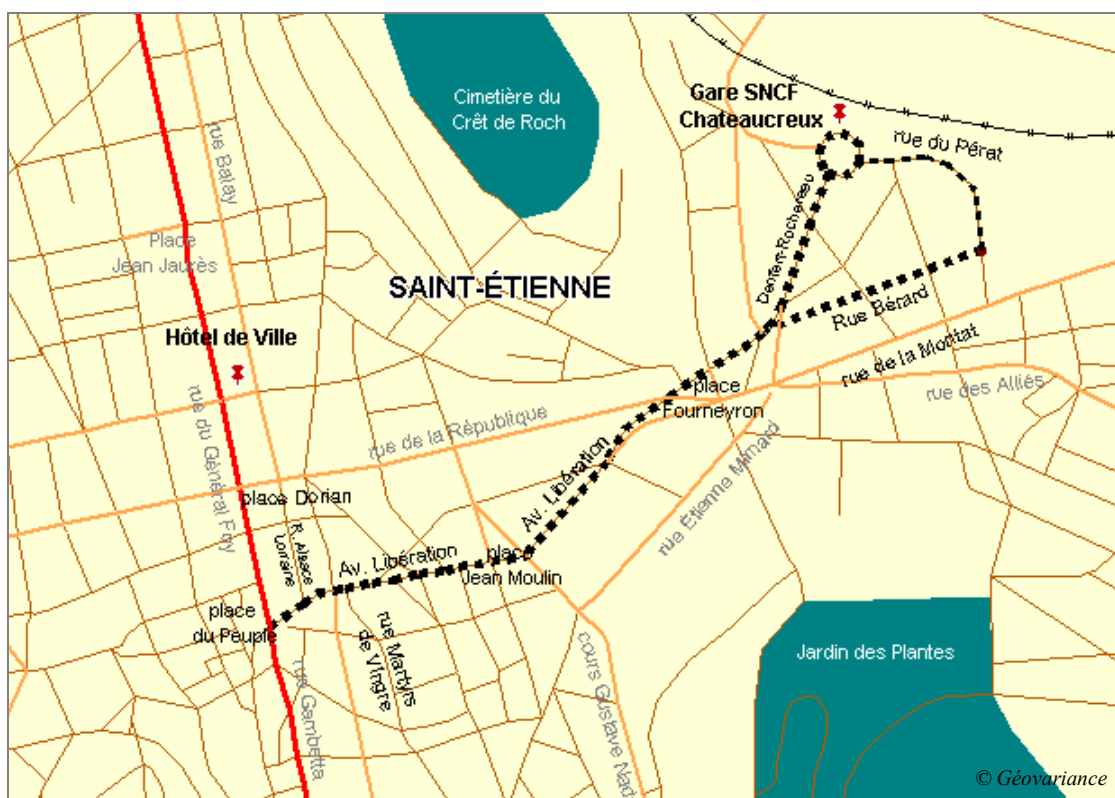 Cimetière du
Crêt de Roch
Gare SNCF
Chateaucreux
rue du Pérat
rue Balay
Place
Jean Jaurès
Denfert-Rochereau
SAINT-ÉTIENNE
Rue Bérard
Hôtel de Ville
rue de la Montat
rue des Alliés
place
Fourneyron
rue de la République
rue du Général Foy
Av. Libération
rue Étienne Mimard
place Dorian
R. Alsace
Lorraine
Av. Libération
place
Jean Moulin
place
du Peuple
rue Martyrs
de Vingre
Jardin des Plantes
rue Gambetta
cours Gustave Nad
© Géovariance